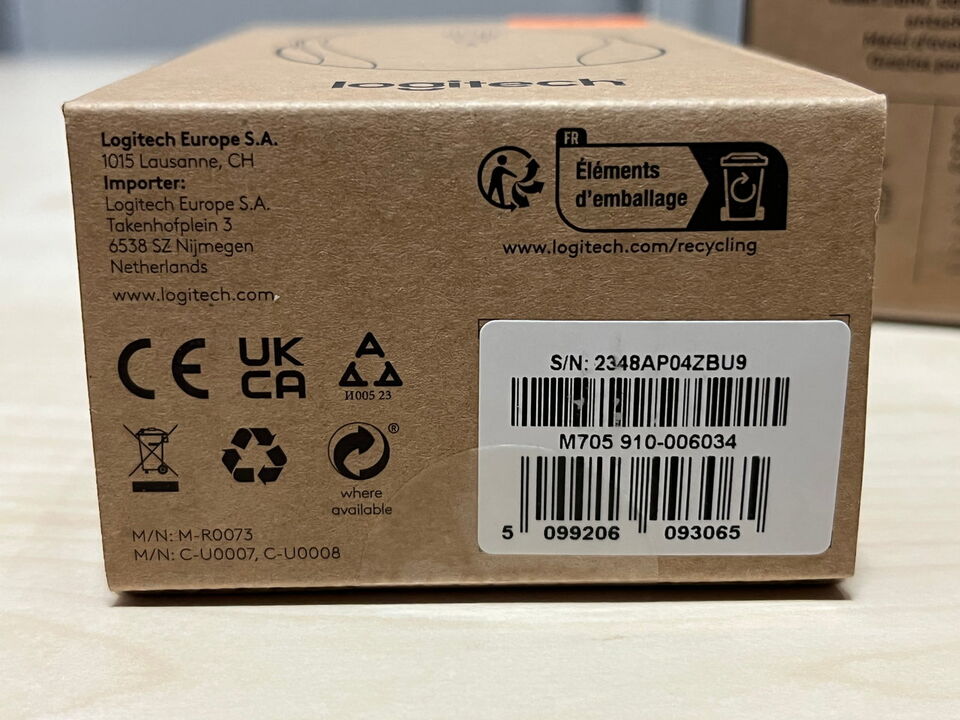 logitech
Logitech Europe S.A.
1015 Lausanne, CH
Importer:
Logitech Europe S.A.
Takenhofplein 3
6538 SZ Nijmegen
Netherlands
www.logitech.com
FR
Éléments
d'emballage
www.logitech.com/recycling
CE
UK
CA
И005 23
®
where
available
M/N: M-R0073
M/N: C-U0007, C-U0008
S/N: 2348AP04ZBU9
M705 910-006034
5 099206 093065